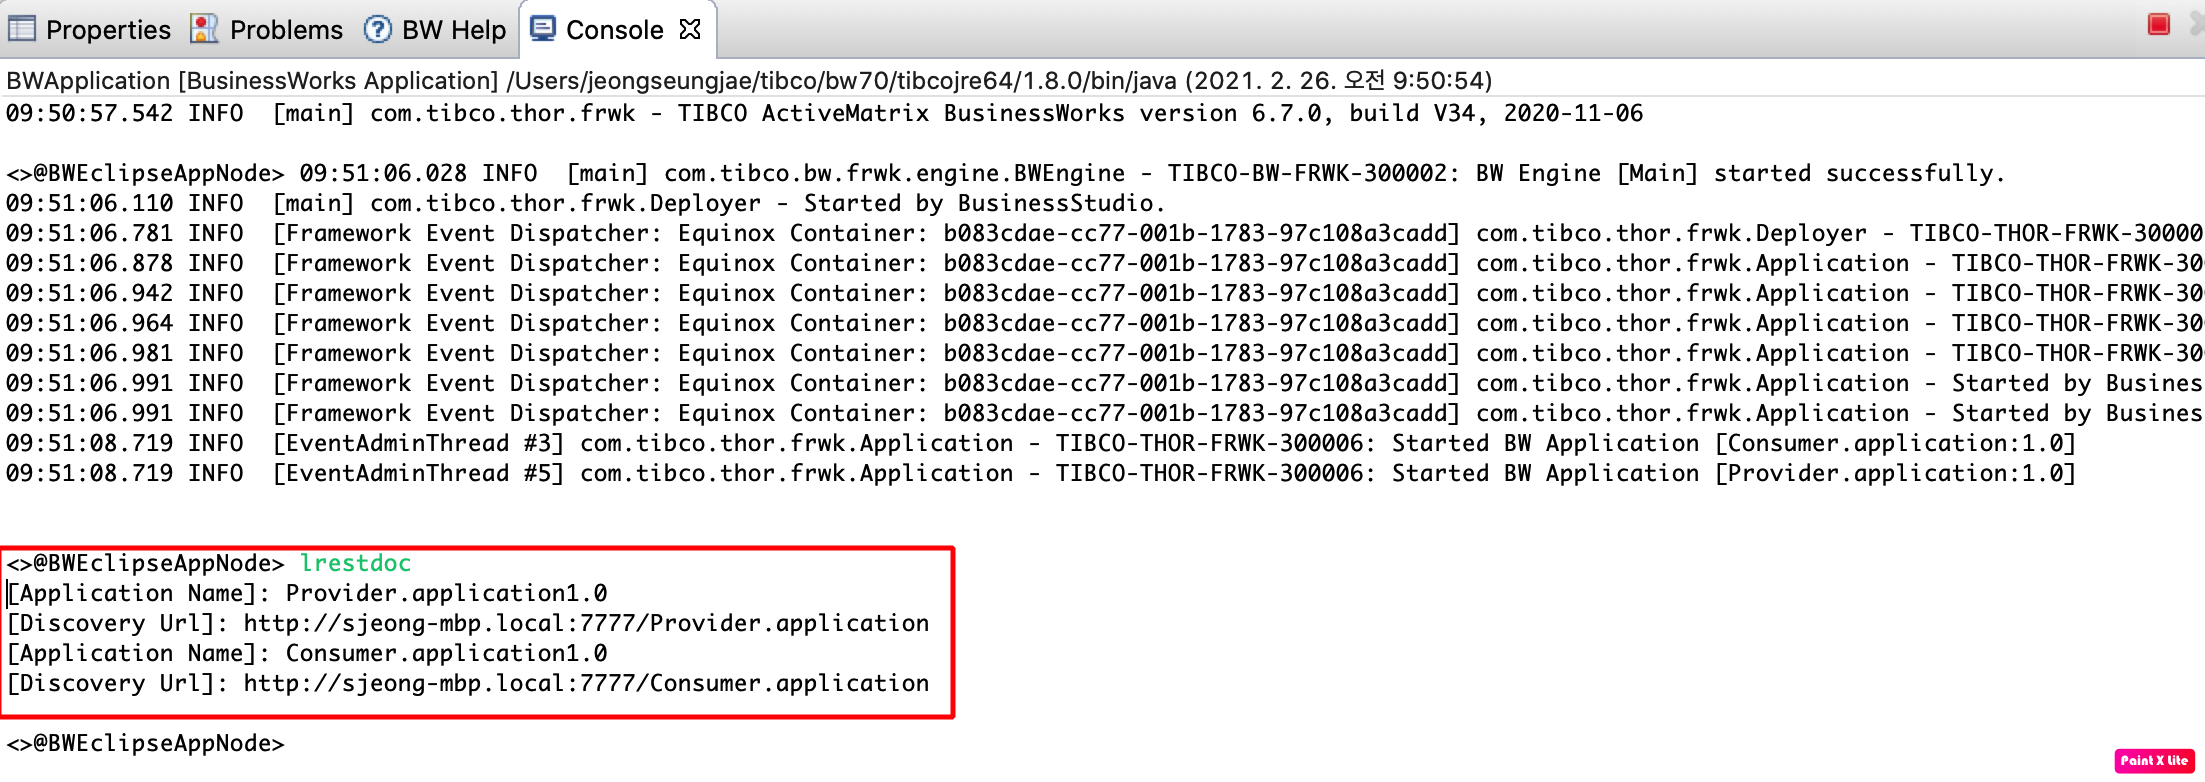 Properties Problems BW Help Console
BWApplication [BusinessWorks Application] /Users/jeongseungjae/tibco/bw70/tibcojre64/1.8.0/bin/java (2021. 2. 26. 오전 9:50:54)
09:50:57.542 INFO  [main] com.tibco.thor.frwk - TIBCO ActiveMatrix BusinessWorks version 6.7.0, build V34, 2020-11-06
<>@BWEclipseAppNode> 09:51:06.028 INFO  [main] com.tibco.bw.frwk.engine.BWEngine - TIBCO-BW-FRWK-300002: BW Engine [Main] started successfully.
09:51:06.110 INFO  [main] com.tibco.thor.frwk.Deployer - Started by BusinessStudio.
09:51:06.781 INFO  [Framework Event Dispatcher: Equinox Container: b083cdae-cc77-001b-1783-97c108a3cadd] com.tibco.thor.frwk.Deployer - TIBCO-THOR-FRWK-30000
09:51:06.878 INFO  [Framework Event Dispatcher: Equinox Container: b083cdae-cc77-001b-1783-97c108a3cadd] com.tibco.thor.frwk.Application - TIBCO-THOR-FRWK-30
09:51:06.942 INFO  [Framework Event Dispatcher: Equinox Container: b083cdae-cc77-001b-1783-97c108a3cadd] com.tibco.thor.frwk.Application - TIBCO-THOR-FRWK-30
09:51:06.964 INFO  [Framework Event Dispatcher: Equinox Container: b083cdae-cc77-001b-1783-97c108a3cadd] com.tibco.thor.frwk.Application - TIBCO-THOR-FRWK-30
09:51:06.981 INFO  [Framework Event Dispatcher: Equinox Container: b083cdae-cc77-001b-1783-97c108a3cadd] com.tibco.thor.frwk.Application - TIBCO-THOR-FRWK-30
09:51:06.991 INFO  [Framework Event Dispatcher: Equinox Container: b083cdae-cc77-001b-1783-97c108a3cadd] com.tibco.thor.frwk.Application - Started by Busines
09:51:06.991 INFO  [Framework Event Dispatcher: Equinox Container: b083cdae-cc77-001b-1783-97c108a3cadd] com.tibco.thor.frwk.Application - Started by Busines
09:51:08.719 INFO  [EventAdminThread #3] com.tibco.thor.frwk.Application - TIBCO-THOR-FRWK-300006: Started BW Application [Consumer.application:1.0]
09:51:08.719 INFO  [EventAdminThread #5] com.tibco.thor.frwk.Application - TIBCO-THOR-FRWK-300006: Started BW Application [Provider.application:1.0]
<>@BWEclipseAppNode> lrestdoc
[Application Name]: Provider.application1.0
[Discovery Url]: http://sjeong-mbp.local:7777/Provider.application
[Application Name]: Consumer.application1.0
[Discovery Url]: http://sjeong-mbp.local:7777/Consumer.application
<>@BWEclipseAppNode>
Paint X Lite